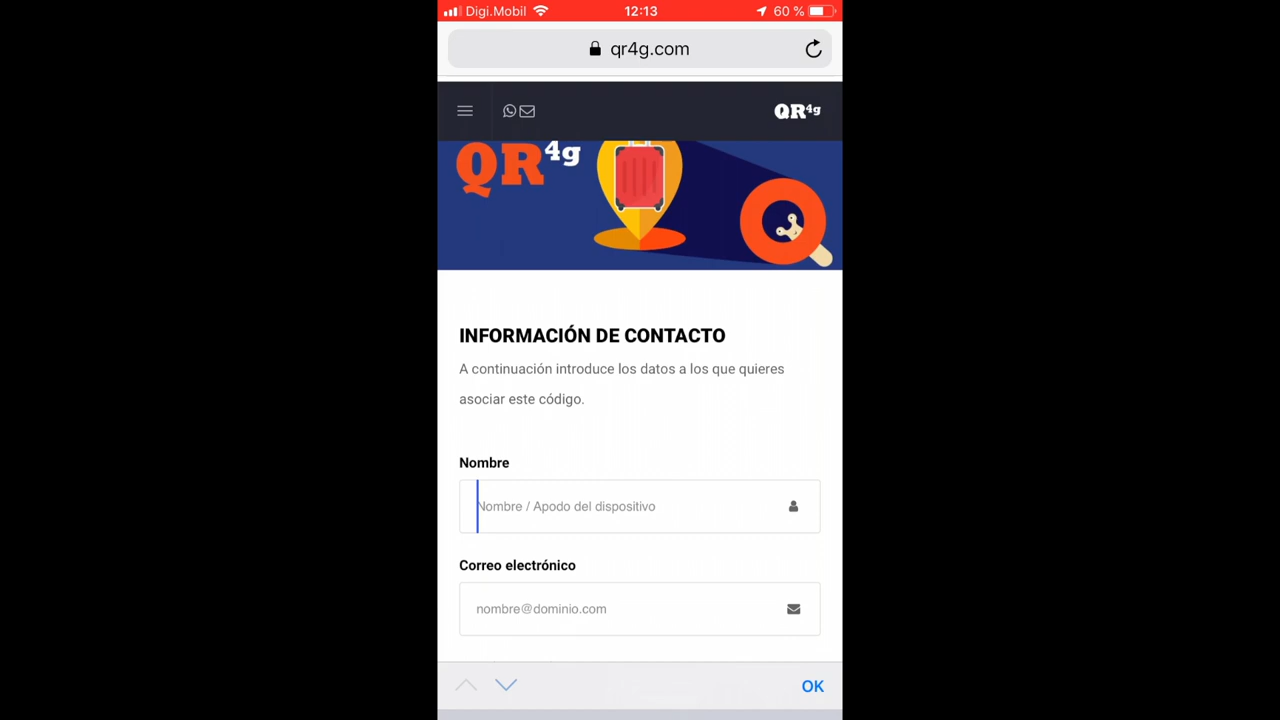 Digi.Mobil 12:13 60 %
qr4g.com
QR4g
QR4g
INFORMACIÓN DE CONTACTO
A continuación introduce los datos a los que quieres
asociar este código.
Nombre
Nombre / Apodo del dispositivo
Correo electrónico
nombre@dominio.com
OK